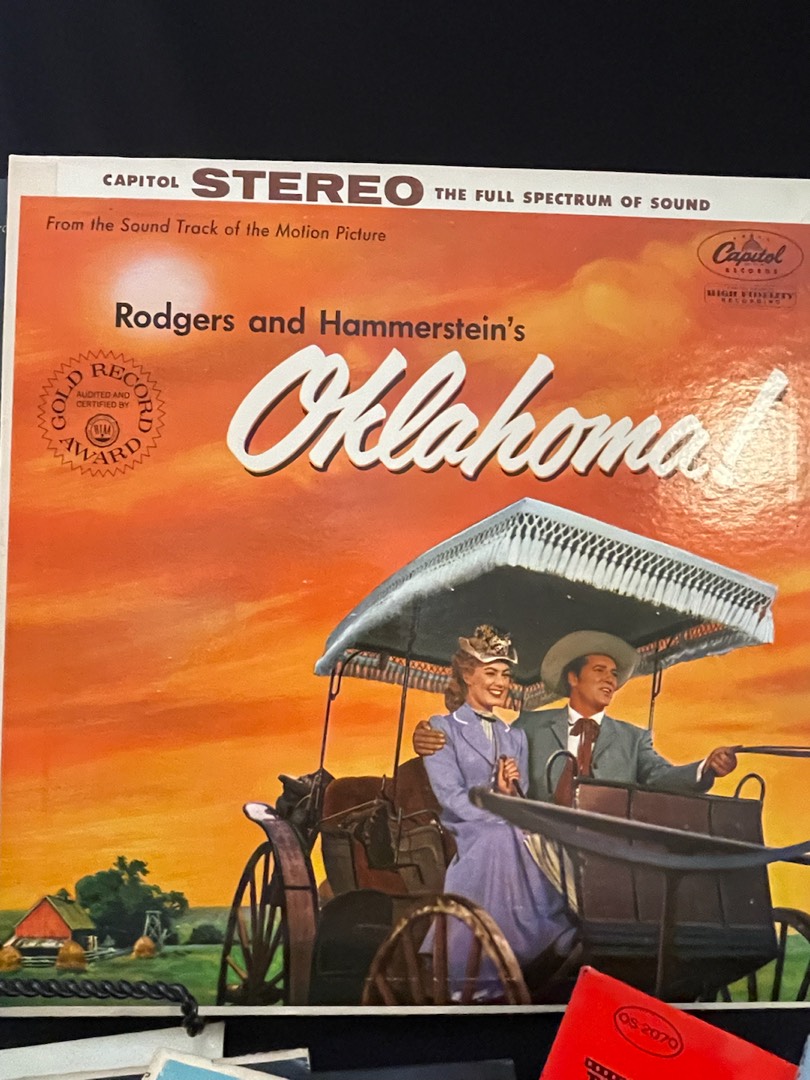 CAPITOL STEREO THE FULL SPECTRUM OF SOUND
From the Sound Track of the Motion Picture
Capitol
RECORDS
HIGH FIDELITY
RECORDING
Rodgers and Hammerstein's
Oklahoma!
GOLD RECORD
AUDITED AND
CERTIFIED BY
RIAA
AWARD
OS-2070